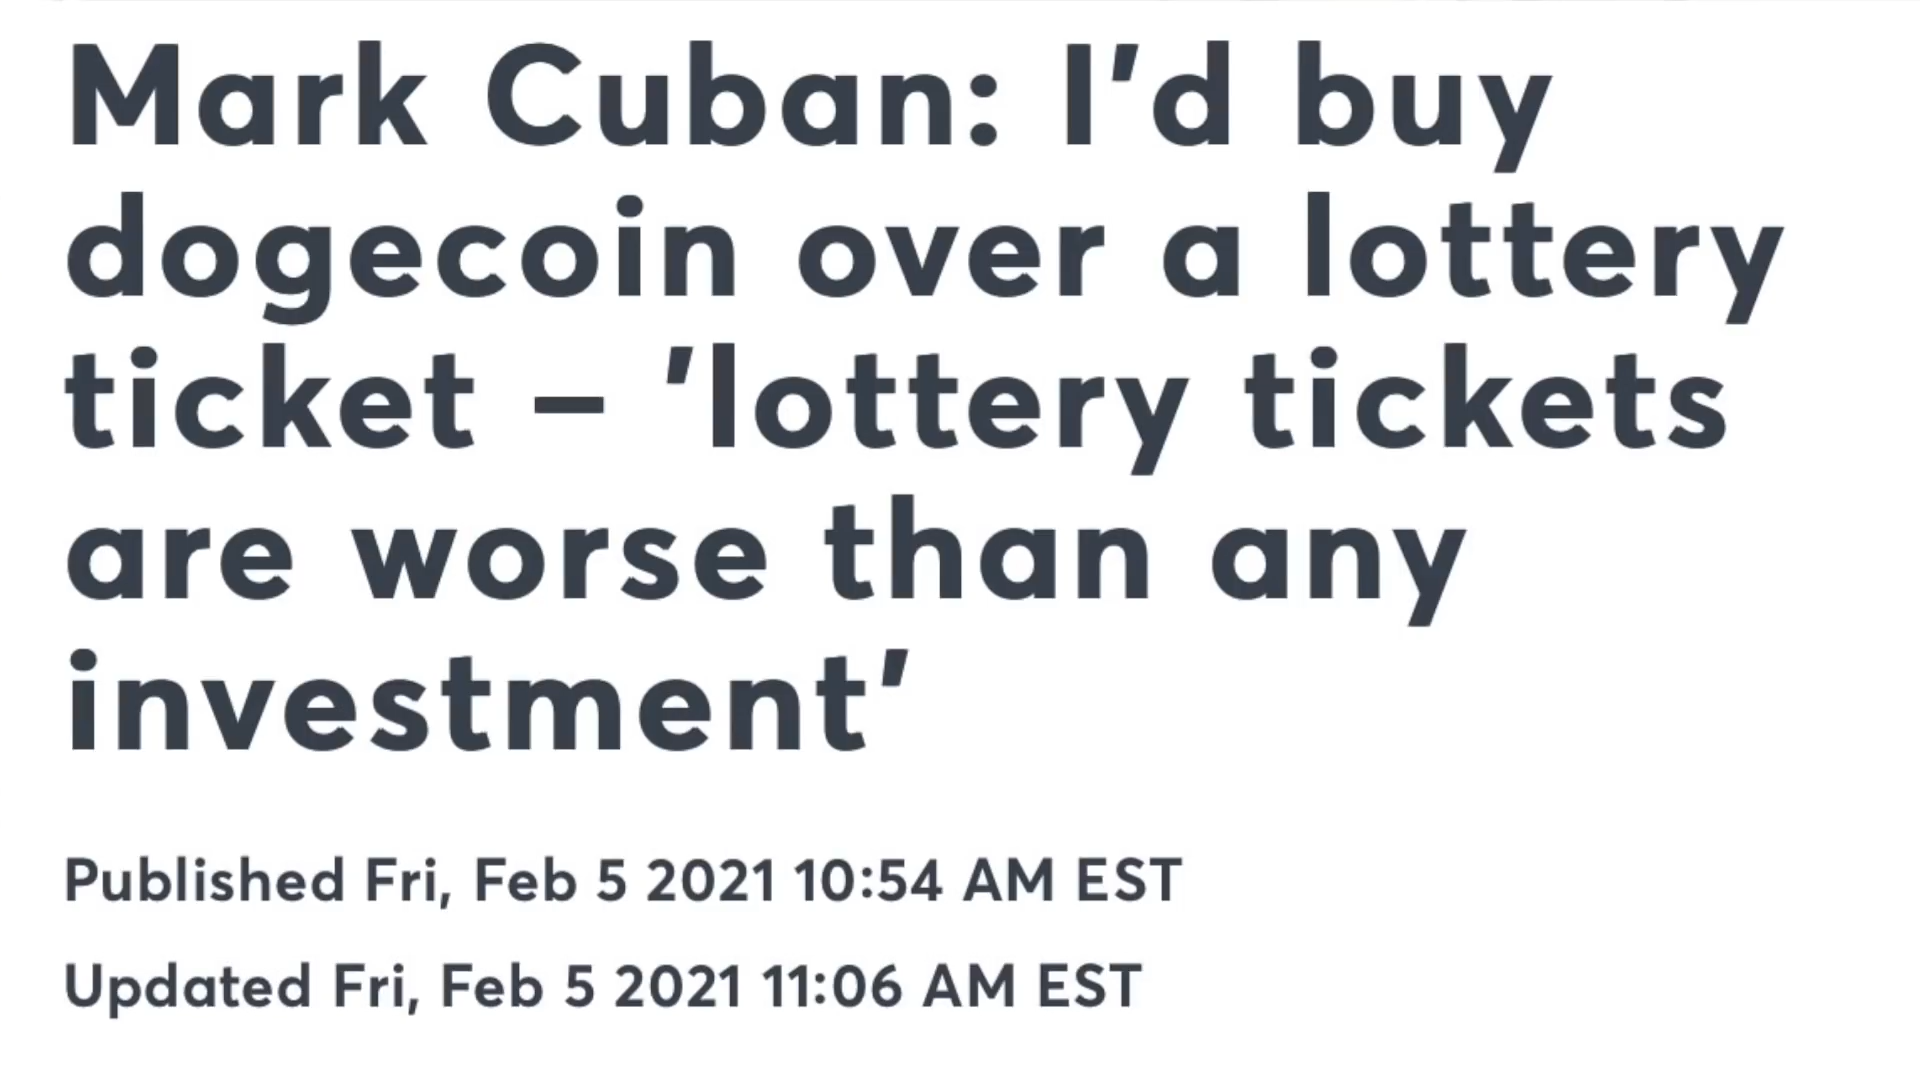 Mark Cuban: I’d buy
dogecoin over a lottery
ticket – ’lottery tickets
are worse than any
investment’
Published Fri, Feb 5 2021 10:54 AM EST
Updated Fri, Feb 5 2021 11:06 AM EST